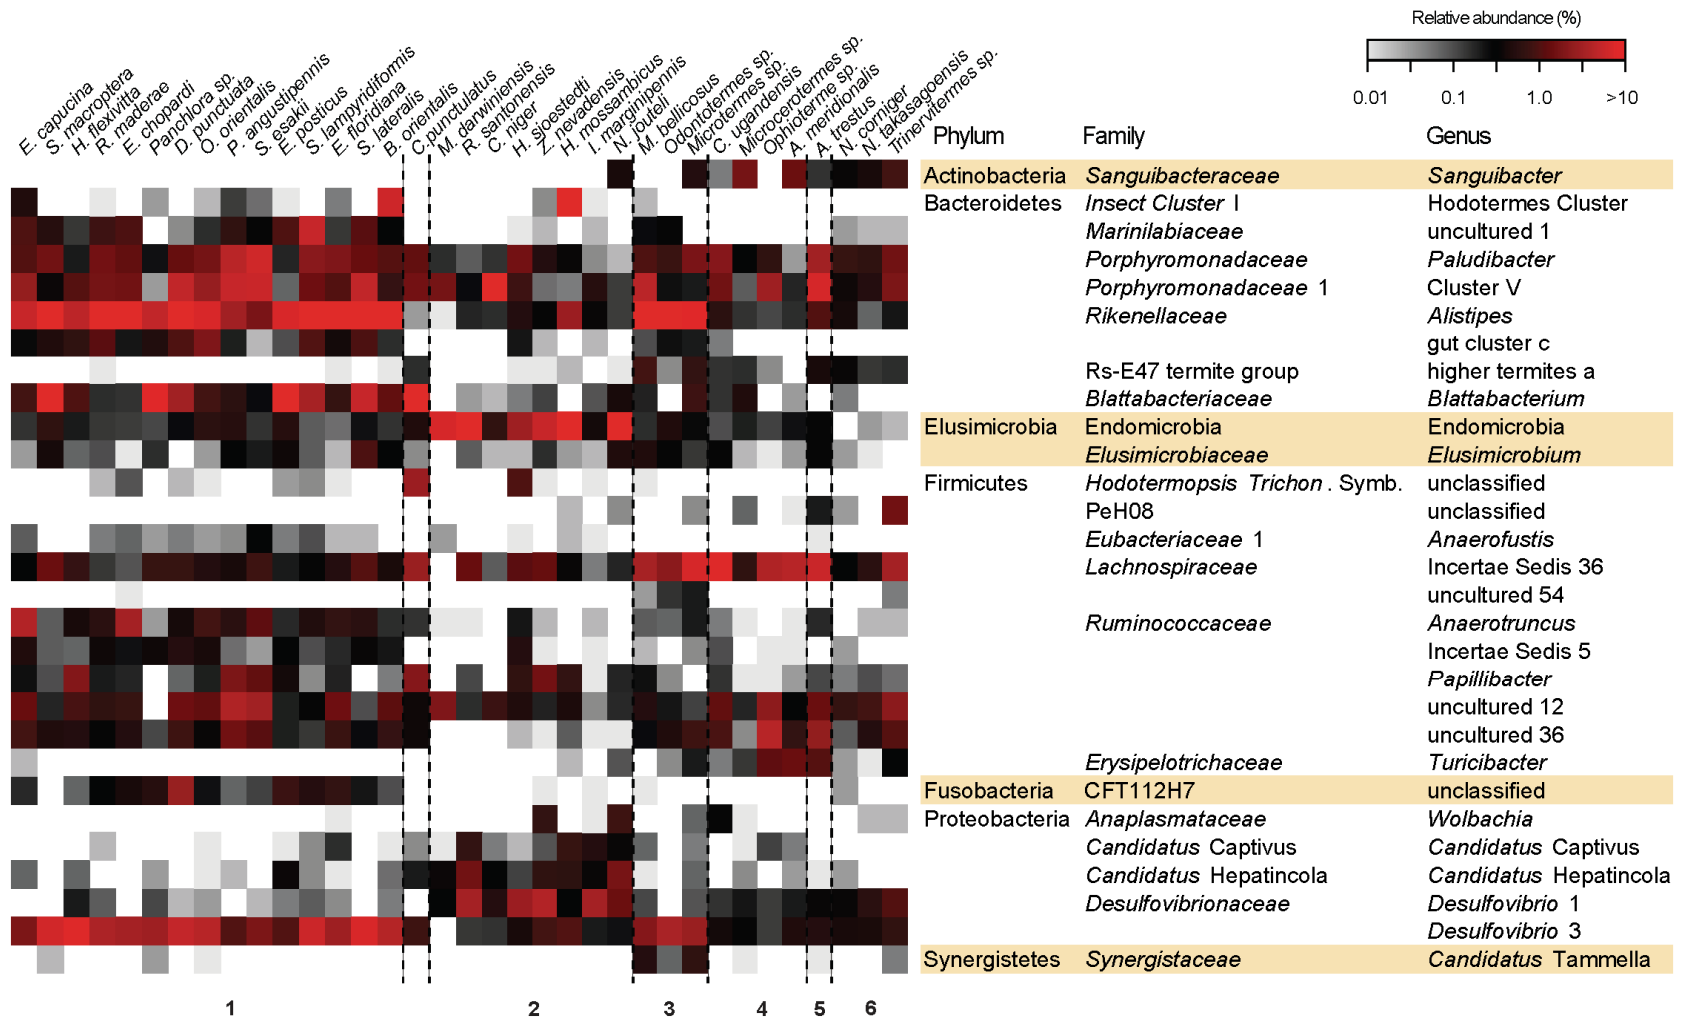 Relative abundance (%)
0.01 0.1 1.0 >10
E. capucina
S. macroptera
H. flexivitta
R. maderae
E. chopardi
Panchlora sp.
D. punctuata
O. orientalis
P. angustipennis
S. esakii
E. posticus
S. lampyridiformis
E. floridiana
S. lateralis
B. orientalis
C. punctulatus
M. darwiniensis
R. santonensis
C. niger
H. sjoestedti
Z. nevadensis
H. mossambicus
I. marginipennis
N. jouteli
M. bellicosus
Odontotermes sp.
Microtermes sp.
C. ugandensis
Microcerotermes sp.
Ophioterme sp.
A. meridionalis
A. trestus
N. corniger
N. takasagoensis
Trinervitermes sp.
Phylum Family Genus
Actinobacteria Sanguibacteraceae Sanguibacter
Bacteroidetes Insect Cluster I Hodotermes Cluster
Marinilabiaceae uncultured 1
Porphyromonadaceae Paludibacter
Porphyromonadaceae 1 Cluster V
Rikenellaceae Alistipes
gut cluster c
Rs-E47 termite group higher termites a
Blattabacteriaceae Blattabacterium
Elusimicrobia Endomicrobia Endomicrobia
Elusimicrobiaceae Elusimicrobium
Firmicutes Hodotermopsis Trichon . Symb. unclassified
PeH08 unclassified
Eubacteriaceae 1 Anaerofustis
Lachnospiraceae Incertae Sedis 36
uncultured 54
Ruminococcaceae Anaerotruncus
Incertae Sedis 5
Papillibacter
uncultured 12
uncultured 36
Erysipelotrichaceae Turicibacter
Fusobacteria CFT112H7 unclassified
Proteobacteria Anaplasmataceae Wolbachia
Candidatus Captivus Candidatus Captivus
Candidatus Hepatincola Candidatus Hepatincola
Desulfovibrionaceae Desulfovibrio 1
Desulfovibrio 3
Synergistetes Synergistaceae Candidatus Tammella
1 2 3 4 5 6